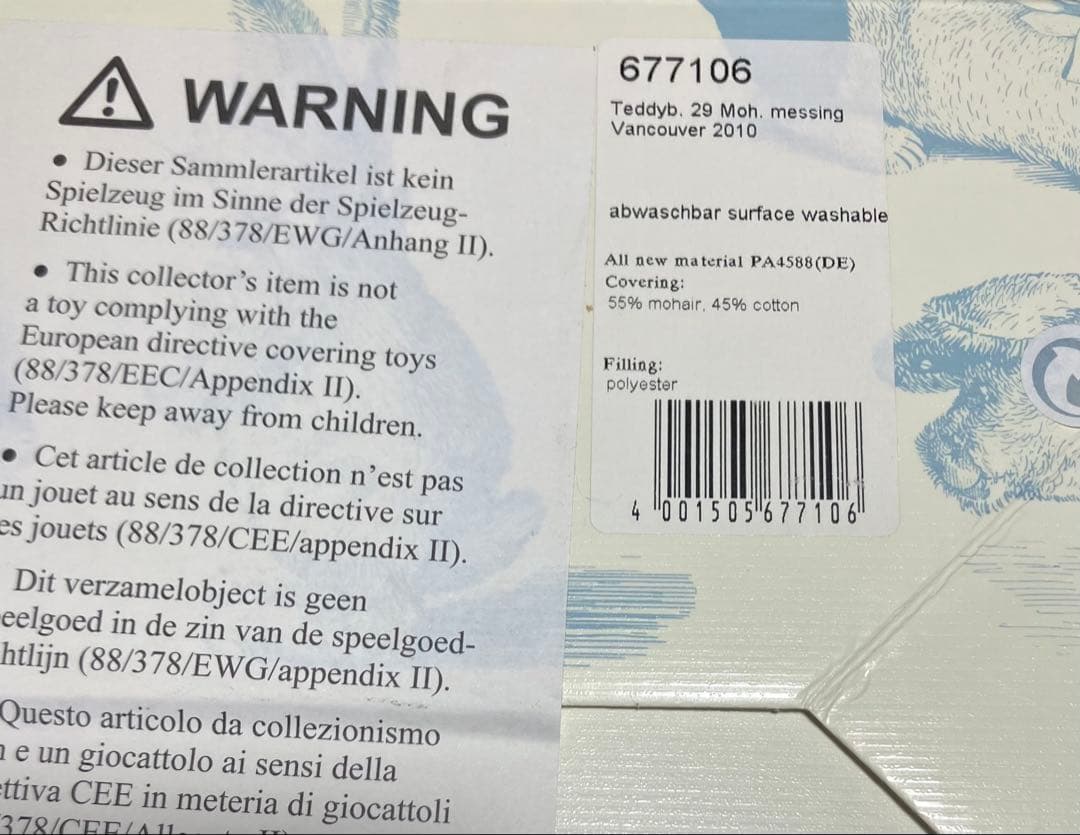 WARNING
• Dieser Sammlerartikel ist kein
Spielzeug im Sinne der Spielzeug-
Richtlinie (88/378/EWG/Anhang II).
• This collector's item is not
a toy complying with the
European directive covering toys
(88/378/EEC/Appendix II).
Please keep away from children.
• Cet article de collection n'est pas
un jouet au sens de la directive sur
es jouets (88/378/CEE/appendix II).
Dit verzamelobject is geen
eelgoed in de zin van de speelgoed-
htlijn (88/378/EWG/appendix II).
Questo articolo da collezionismo
n e un giocattolo ai sensi della
ettiva CEE in meteria di giocattoli
677106
Teddyb. 29 Moh. messing
Vancouver 2010
abwaschbar surface washable
All new material PA4588(DE)
Covering:
55% mohair, 45% cotton
Filling:
polyester
4 001505 677106